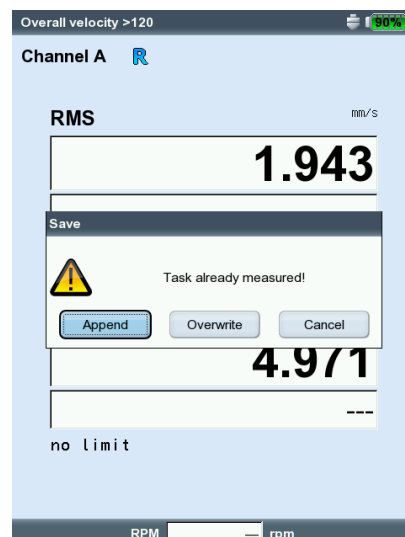 Overall velocity >120 90%
Channel A R
RMS mm/s
1.943
Save
Task already measured!
Append Overwrite Cancel
4.971
---
no limit
RPM — rpm